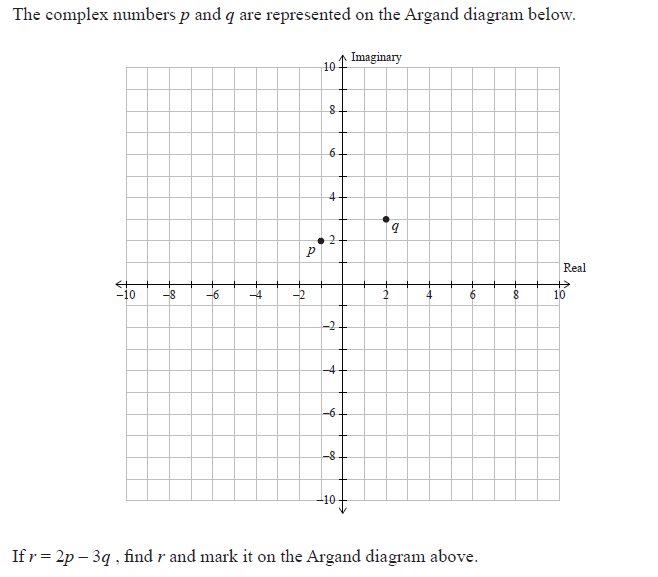 The complex numbers p and q are represented on the Argand diagram below.
Imaginary
10
8
6
4
q
2
p
Real
–10 –8 –6 –4 –2 2 4 6 8 10
–2
–4
–6
–8
–10
If r = 2p – 3q , find r and mark it on the Argand diagram above.